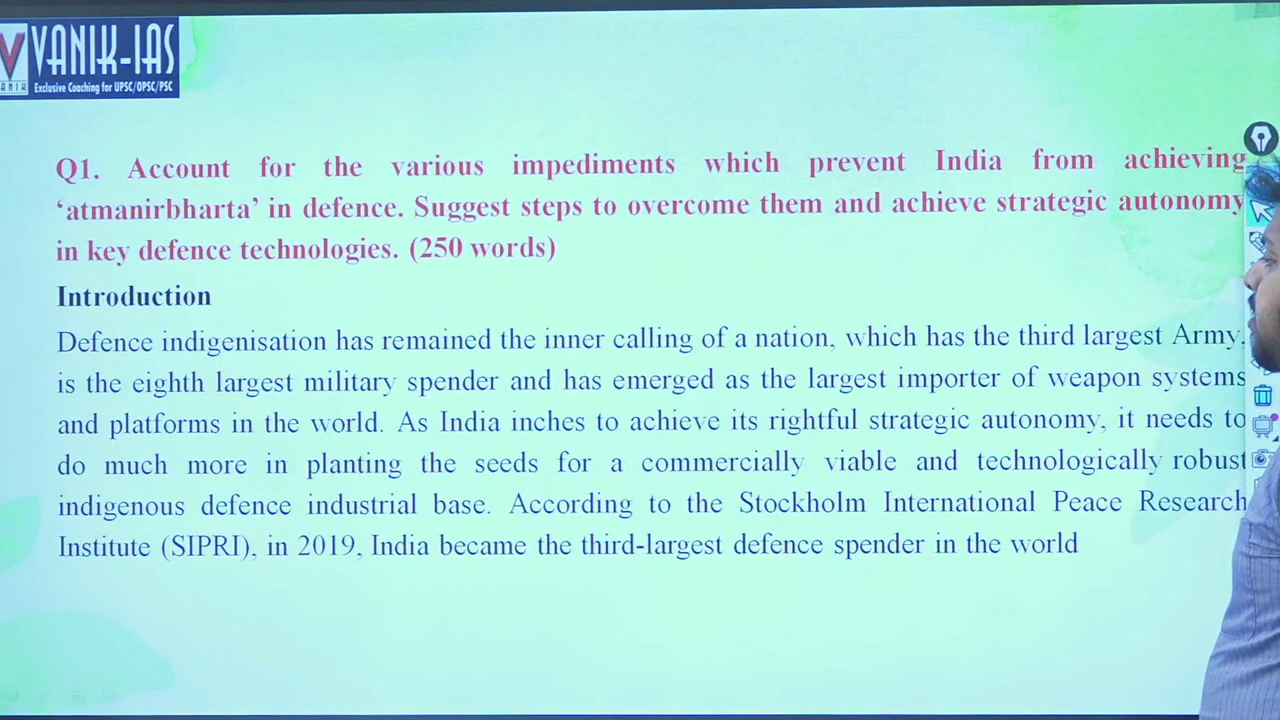 VANIK-IAS
VANIK
Exclusive Coaching for UPSC/OPSC/PSC
Q1. Account for the various impediments which prevent India from achieving
‘atmanirbharta’ in defence. Suggest steps to overcome them and achieve strategic autonomy
in key defence technologies. (250 words)
Introduction
Defence indigenisation has remained the inner calling of a nation, which has the third largest Army,
is the eighth largest military spender and has emerged as the largest importer of weapon systems
and platforms in the world. As India inches to achieve its rightful strategic autonomy, it needs to
do much more in planting the seeds for a commercially viable and technologically robust
indigenous defence industrial base. According to the Stockholm International Peace Research
Institute (SIPRI), in 2019, India became the third-largest defence spender in the world